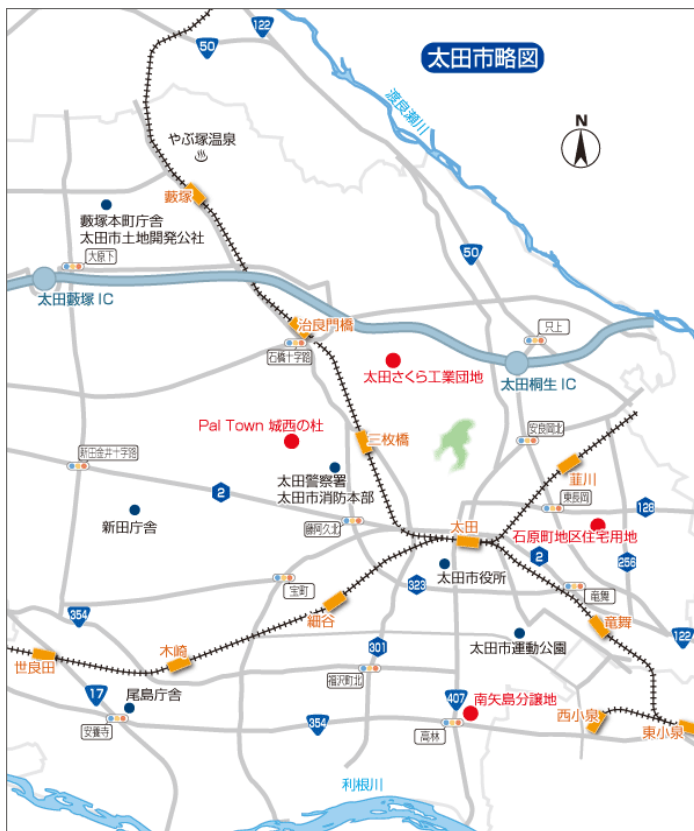 太田市略図
122
50
渡良瀬川
N
やぶ塚温泉
藪塚
藪塚本町庁舎
太田市土地開発公社
大原下
50
太田藪塚 IC
治良門橋
石橋十字路
只上
太田さくら工業団地
太田桐生 IC
Pal Town 城西の杜
三枚橋
安良岡北
新田金井十字路
太田警察署
太田市消防本部
韮川
2
東長岡
128
新田庁舎
藤阿久北
太田
石原町地区住宅用地
2
256
太田市役所
323
宝町
竜舞
細谷
354
竜舞
122
木崎
301
太田市運動公園
世良田
福沢町北
17
尾島庁舎
407
南矢島分譲地
西小泉
安養寺
354
高林
東小泉
利根川